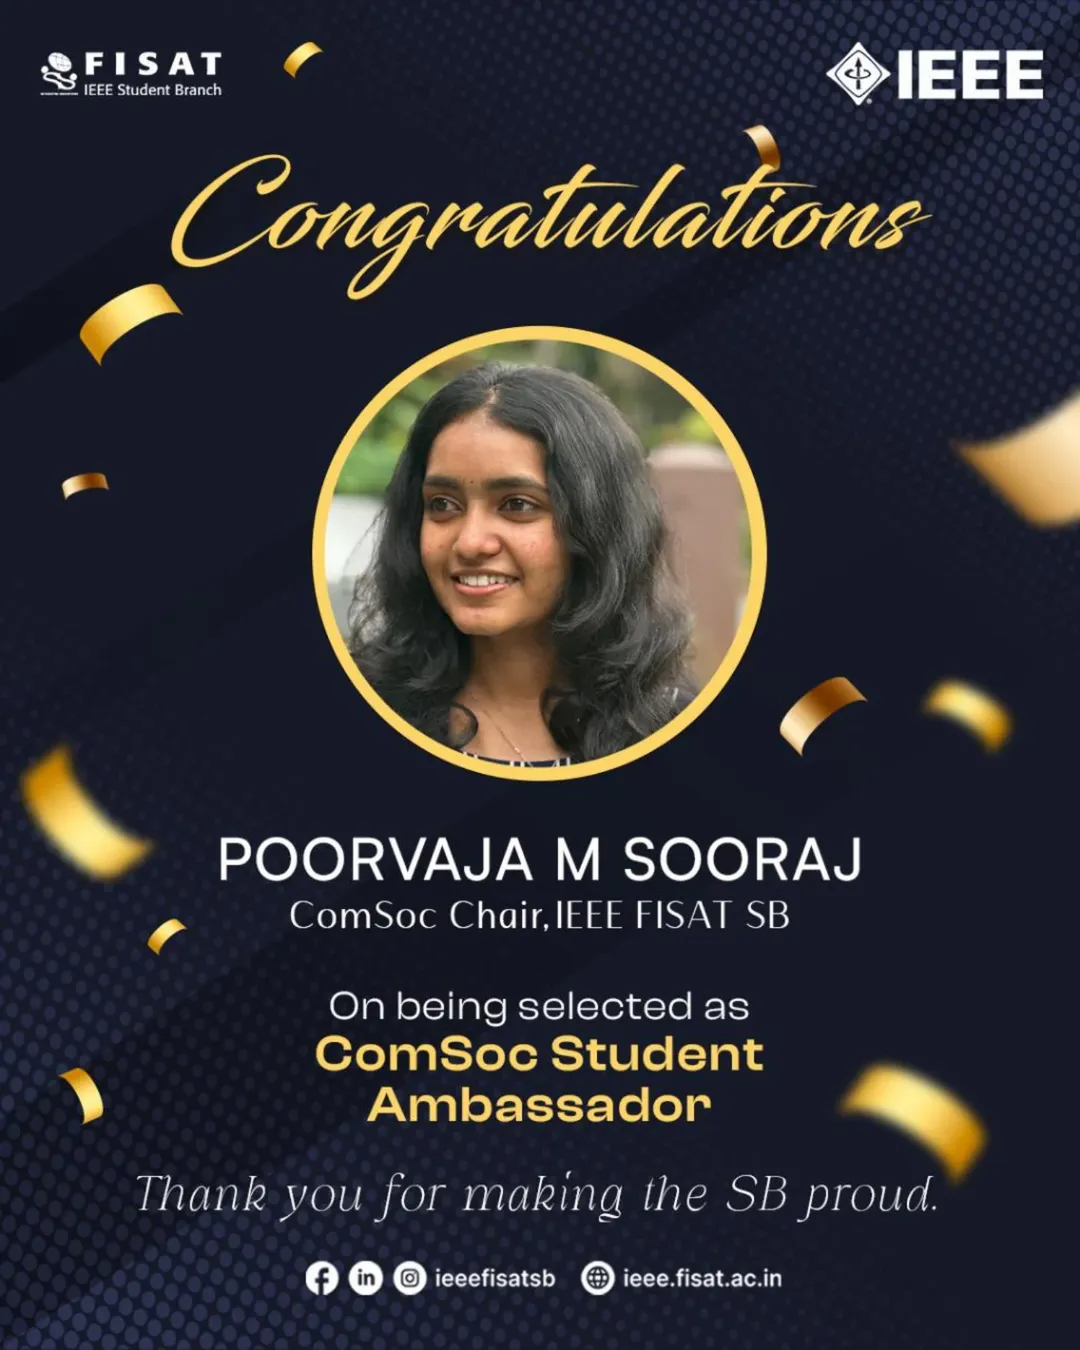 FISAT
IEEE Student Branch
IEEE
Congratulations
POORVAJA M SOORAJ
ComSoc Chair, IEEE FISAT SB
On being selected as
ComSoc Student
Ambassador
Thank you for making the SB proud.
ieeefisatsb ieee.fisat.ac.in